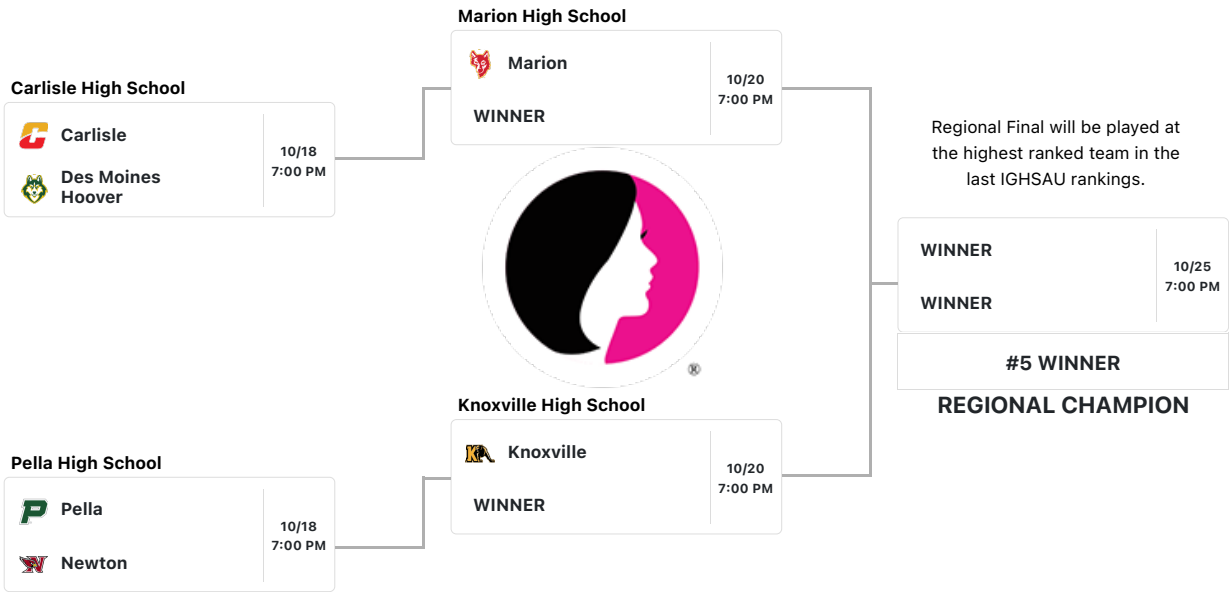 Marion High School
Marion
WINNER
10/20
7:00 PM
Carlisle High School
Carlisle
Des Moines
Hoover
10/18
7:00 PM
Regional Final will be played at
the highest ranked team in the
last IGHSAU rankings.
WINNER
WINNER
10/25
7:00 PM
#5 WINNER
REGIONAL CHAMPION
®
Knoxville High School
Knoxville
WINNER
10/20
7:00 PM
Pella High School
Pella
Newton
10/18
7:00 PM